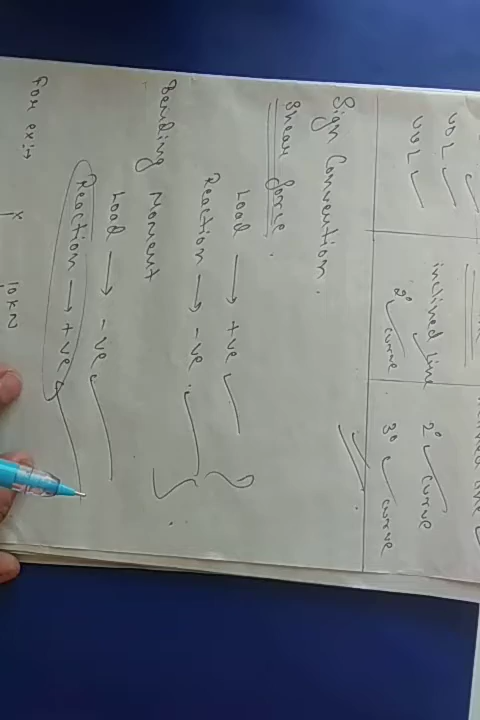 UDL
inclined line
2° curve
UVL
2° curve
3° curve
Sign Convention.
Shear force.
Load → +ve
Reaction → -ve.
Bending Moment
Load → -ve
Reaction → +ve
For ex:→
x
10 KN